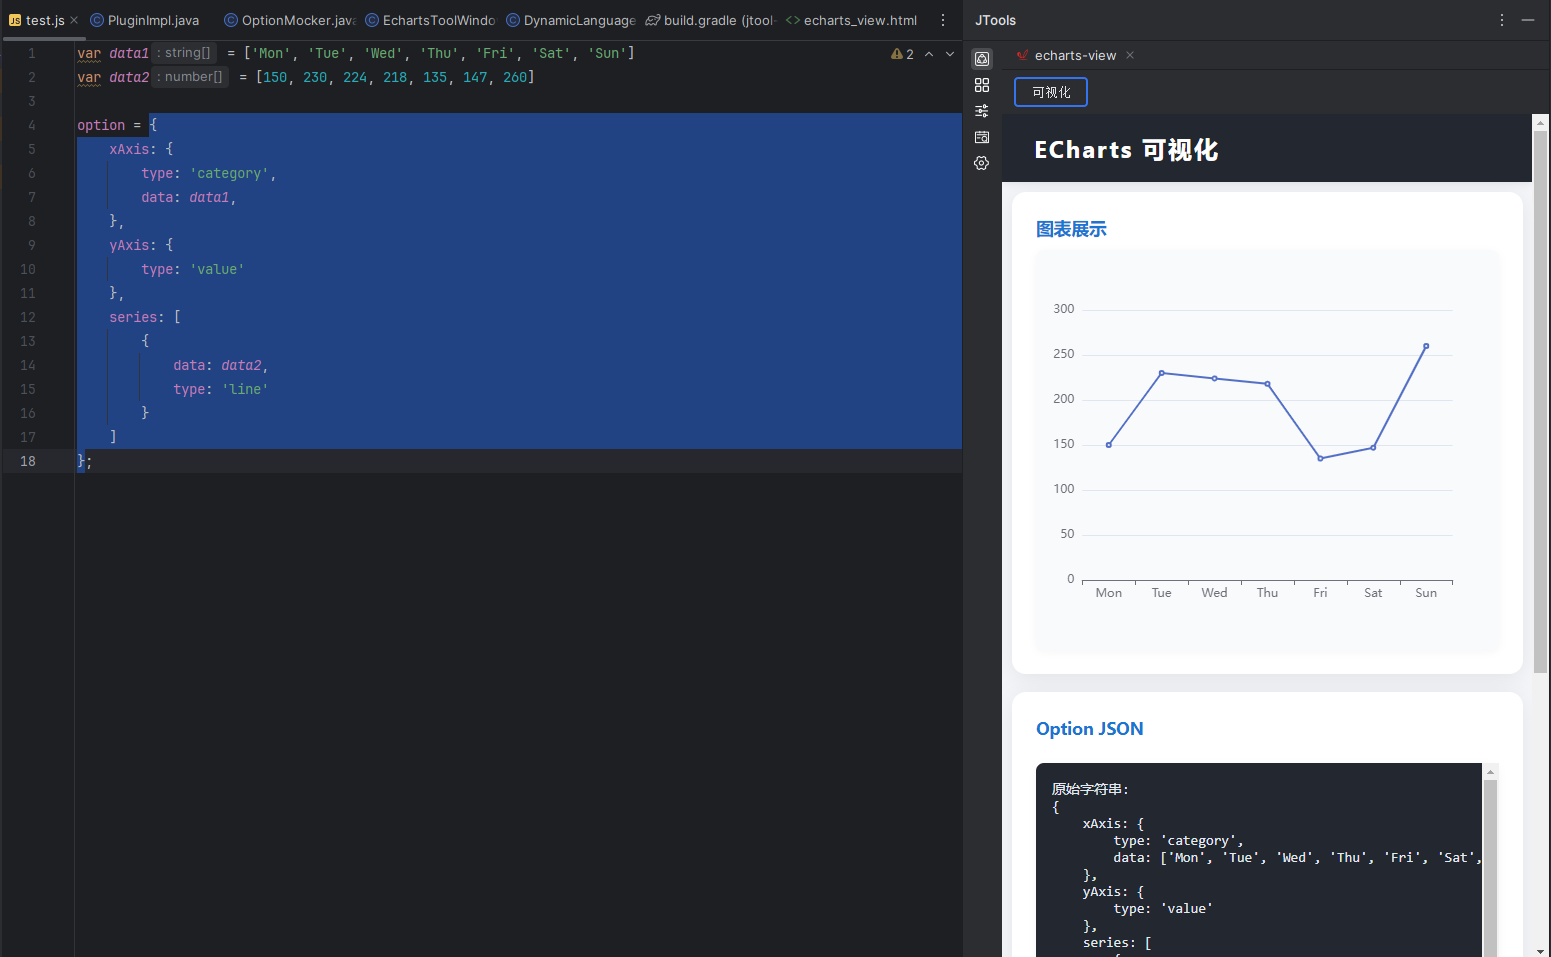 test.js
PluginImpl.java
OptionMocker.java
EchartsToolWindo
DynamicLanguage
build.gradle (jtool-
echarts_view.html
2
1 var data1 : string[] = ['Mon', 'Tue', 'Wed', 'Thu', 'Fri', 'Sat', 'Sun']
2 var data2 : number[] = [150, 230, 224, 218, 135, 147, 260]
3
4 option = {
5 xAxis: {
6 type: 'category',
7 data: data1,
8 },
9 yAxis: {
10 type: 'value'
11 },
12 series: [
13 {
14 data: data2,
15 type: 'line'
16 }
17 ]
18 };
JTools
echarts-view
可视化
ECharts 可视化
图表展示
300
250
200
150
100
50
0
Mon Tue Wed Thu Fri Sat Sun
Option JSON
原始字符串:
{
xAxis: {
type: 'category',
data: ['Mon', 'Tue', 'Wed', 'Thu', 'Fri', 'Sat',
},
yAxis: {
type: 'value'
},
series: [